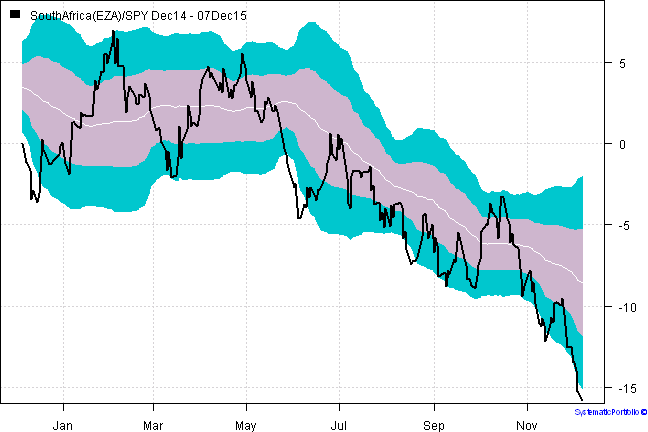 SouthAfrica(EZA)/SPY Dec14 - 07Dec15
5
0
-5
-10
-15
Jan Mar May Jul Sep Nov
SystematicPortfolio ©